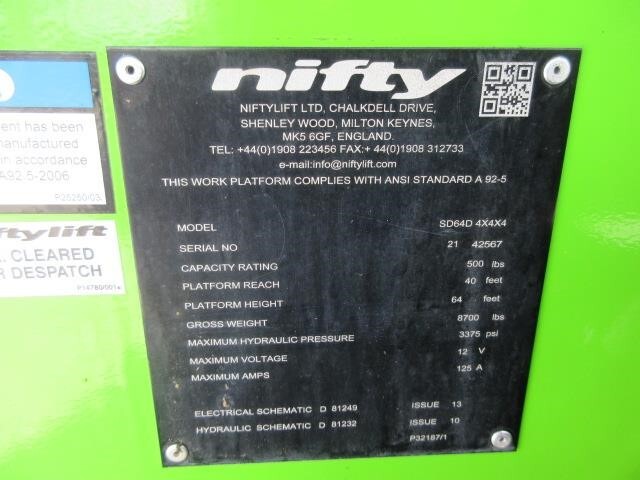 nifty
NIFTYLIFT LTD, CHALKDELL DRIVE,
SHENLEY WOOD, MILTON KEYNES,
MK5 6GF, ENGLAND.
TEL: +44(0)1908 223456 FAX:+ 44(0)1908 312733
e-mail:info@niftylift.com
THIS WORK PLATFORM COMPLIES WITH ANSI STANDARD A 92-5
MODEL SD64D 4X4X4
SERIAL NO 21 42567
CAPACITY RATING 500 lbs
PLATFORM REACH 40 feet
PLATFORM HEIGHT 64 feet
GROSS WEIGHT 8700 lbs
MAXIMUM HYDRAULIC PRESSURE 3375 psi
MAXIMUM VOLTAGE 12 V
MAXIMUM AMPS 125 A
ELECTRICAL SCHEMATIC D 81249 ISSUE 13
HYDRAULIC SCHEMATIC D 81232 ISSUE 10
P32187/1
ent has been
manufactured
in accordance
A92.5-2006
P25250/03
ftylift
. CLEARED
R DESPATCH
P14780/001